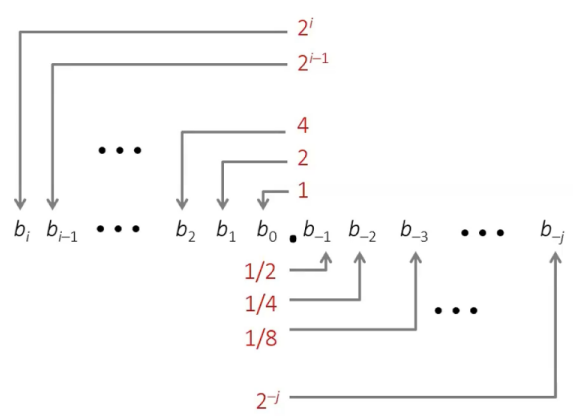 2^i
2^{i–1}
4
• • •
2
1
b_i b_{i–1} • • • b_2 b_1 b_0 . b_{–1} b_{–2} b_{–3} • • • b_{–j}
1/2
1/4
• • •
1/8
2^{–j}